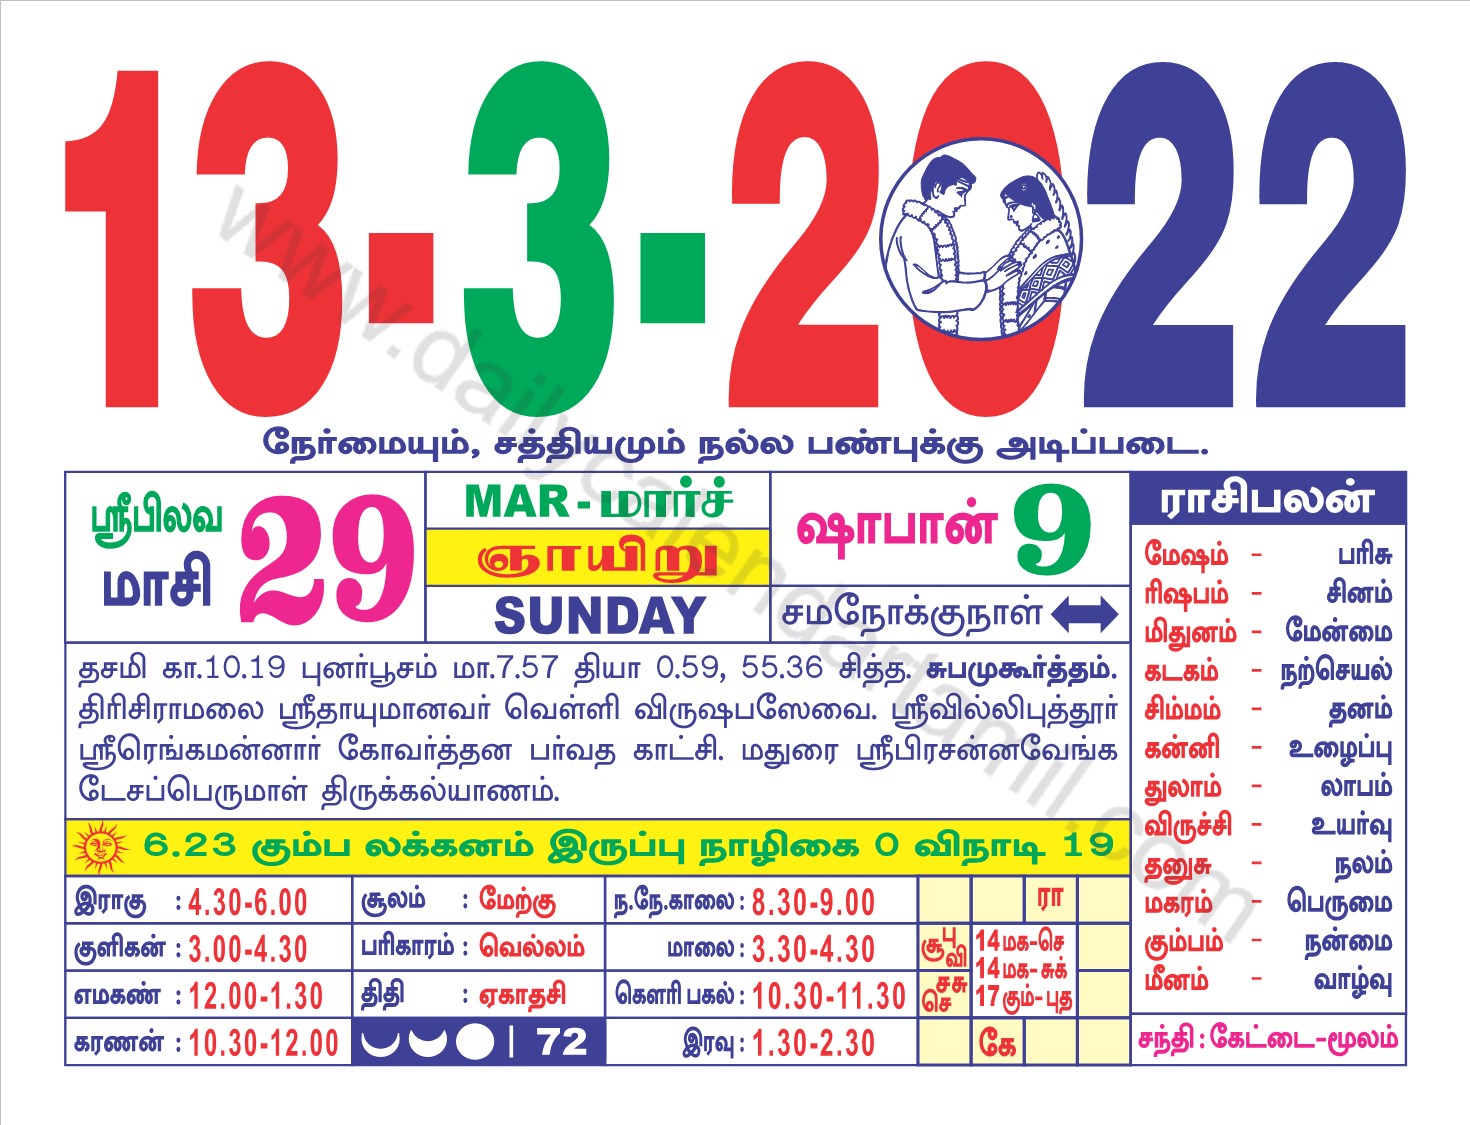 13-3-2022
நேர்மையும், சத்தியமும் நல்ல பண்புக்கு அடிப்படை.
ஸ்ரீபிலவ
மாசி 29
MAR - மார்ச்
ஞாயிறு
SUNDAY
ஷாபான் 9
சமநோக்குநாள்
தசமி கா.10.19 புனர்பூசம் மா.7.57 தியா 0.59, 55.36 சித்த. சுபமுகூர்த்தம்.
திரிசிராமலை ஸ்ரீதாயுமானவர் வெள்ளி விருஷபஸேவை. ஸ்ரீவில்லிபுத்தூர்
ஸ்ரீரெங்கமன்னார் கோவர்த்தன பர்வத காட்சி. மதுரை ஸ்ரீபிரசன்னவேங்க
டேசப்பெருமாள் திருக்கல்யாணம்.
6.23 கும்ப லக்கனம் இருப்பு நாழிகை 0 விநாடி 19
இராகு : 4.30-6.00
குளிகன் : 3.00-4.30
எமகண் : 12.00-1.30
கரணன் : 10.30-12.00
சூலம் : மேற்கு
பரிகாரம் : வெல்லம்
திதி : ஏகாதசி
72
ந.நே.காலை : 8.30-9.00
மாலை : 3.30-4.30
கௌரி பகல் : 10.30-11.30
இரவு : 1.30-2.30
ரா
சூ பு வி
செ ச சு
14 மக-செ
14 மக-சுக்
17 கும்-புத
கே
ராசிபலன்
மேஷம் - பரிசு
ரிஷபம் - சினம்
மிதுனம் - மேன்மை
கடகம் - நற்செயல்
சிம்மம் - தனம்
கன்னி - உழைப்பு
துலாம் - லாபம்
விருச்சி - உயர்வு
தனுசு - நலம்
மகரம் - பெருமை
கும்பம் - நன்மை
மீனம் - வாழ்வு
சந்தி : கேட்டை-மூலம்
www.dailycalendartamil.com